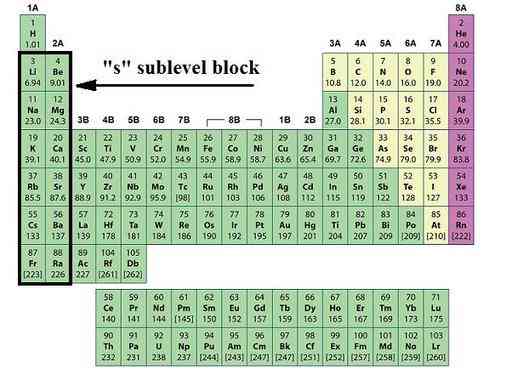 1A 8A
1 2
H He
1.01 2A 3A 4A 5A 6A 7A 4.00
"s" sublevel block
3 4 5 6 7 8 9 10
Li Be B C N O F Ne
6.94 9.01 10.8 12.0 14.0 16.0 19.0 20.2
11 12 13 14 15 16 17 18
Na Mg Al Si P S Cl Ar
23.0 24.3 3B 4B 5B 6B 7B 8B 1B 2B 27.0 28.1 30.1 32.1 35.5 39.9
19 20 21 22 23 24 25 26 27 28 29 30 31 32 33 34 35 36
K Ca Sc Ti V Cr Mn Fe Co Ni Cu Zn Ga Ge As Se Br Kr
39.1 40.1 45.0 47.9 50.9 52.0 54.9 55.9 58.9 58.7 63.6 65.4 69.7 72.6 74.9 79.0 79.9 83.8
37 38 39 40 41 42 43 44 45 46 47 48 49 50 51 52 53 54
Rb Sr Y Zr Nb Mo Tc Ru Rh Pd Ag Cd In Sn Sb Te I Xe
85.5 87.6 88.9 91.2 92.9 95.9 [98] 101 103 106 108 112 115 119 122 128 127 133
55 56 57 72 73 74 75 76 77 78 79 80 81 82 83 84 85 86
Cs Ba La Hf Ta W Re Os Ir Pt Au Hg Tl Pb Bi Po At Rn
133 137 139 178 181 184 186 190 192 195 197 201 204 207 209 [209] [210] [222]
87 88 89 104 105
Fr Ra Ac Rf Db
[223] 226 227 [261] [262]
58 59 60 61 62 63 64 65 66 67 68 69 70 71
Ce Pr Nd Pm Sm Eu Gd Tb Dy Ho Er Tm Yb Lu
140 141 144 [145] 150 152 157 159 163 165 167 169 173 175
90 91 92 93 94 95 96 97 98 99 100 101 102 103
Th Pa U Np Pu Am Cm Bk Cf Es Fm Md No Lr
232 231 238 237 [244] [243] [247] [247] [251] [252] [257] [258] [259] [260]